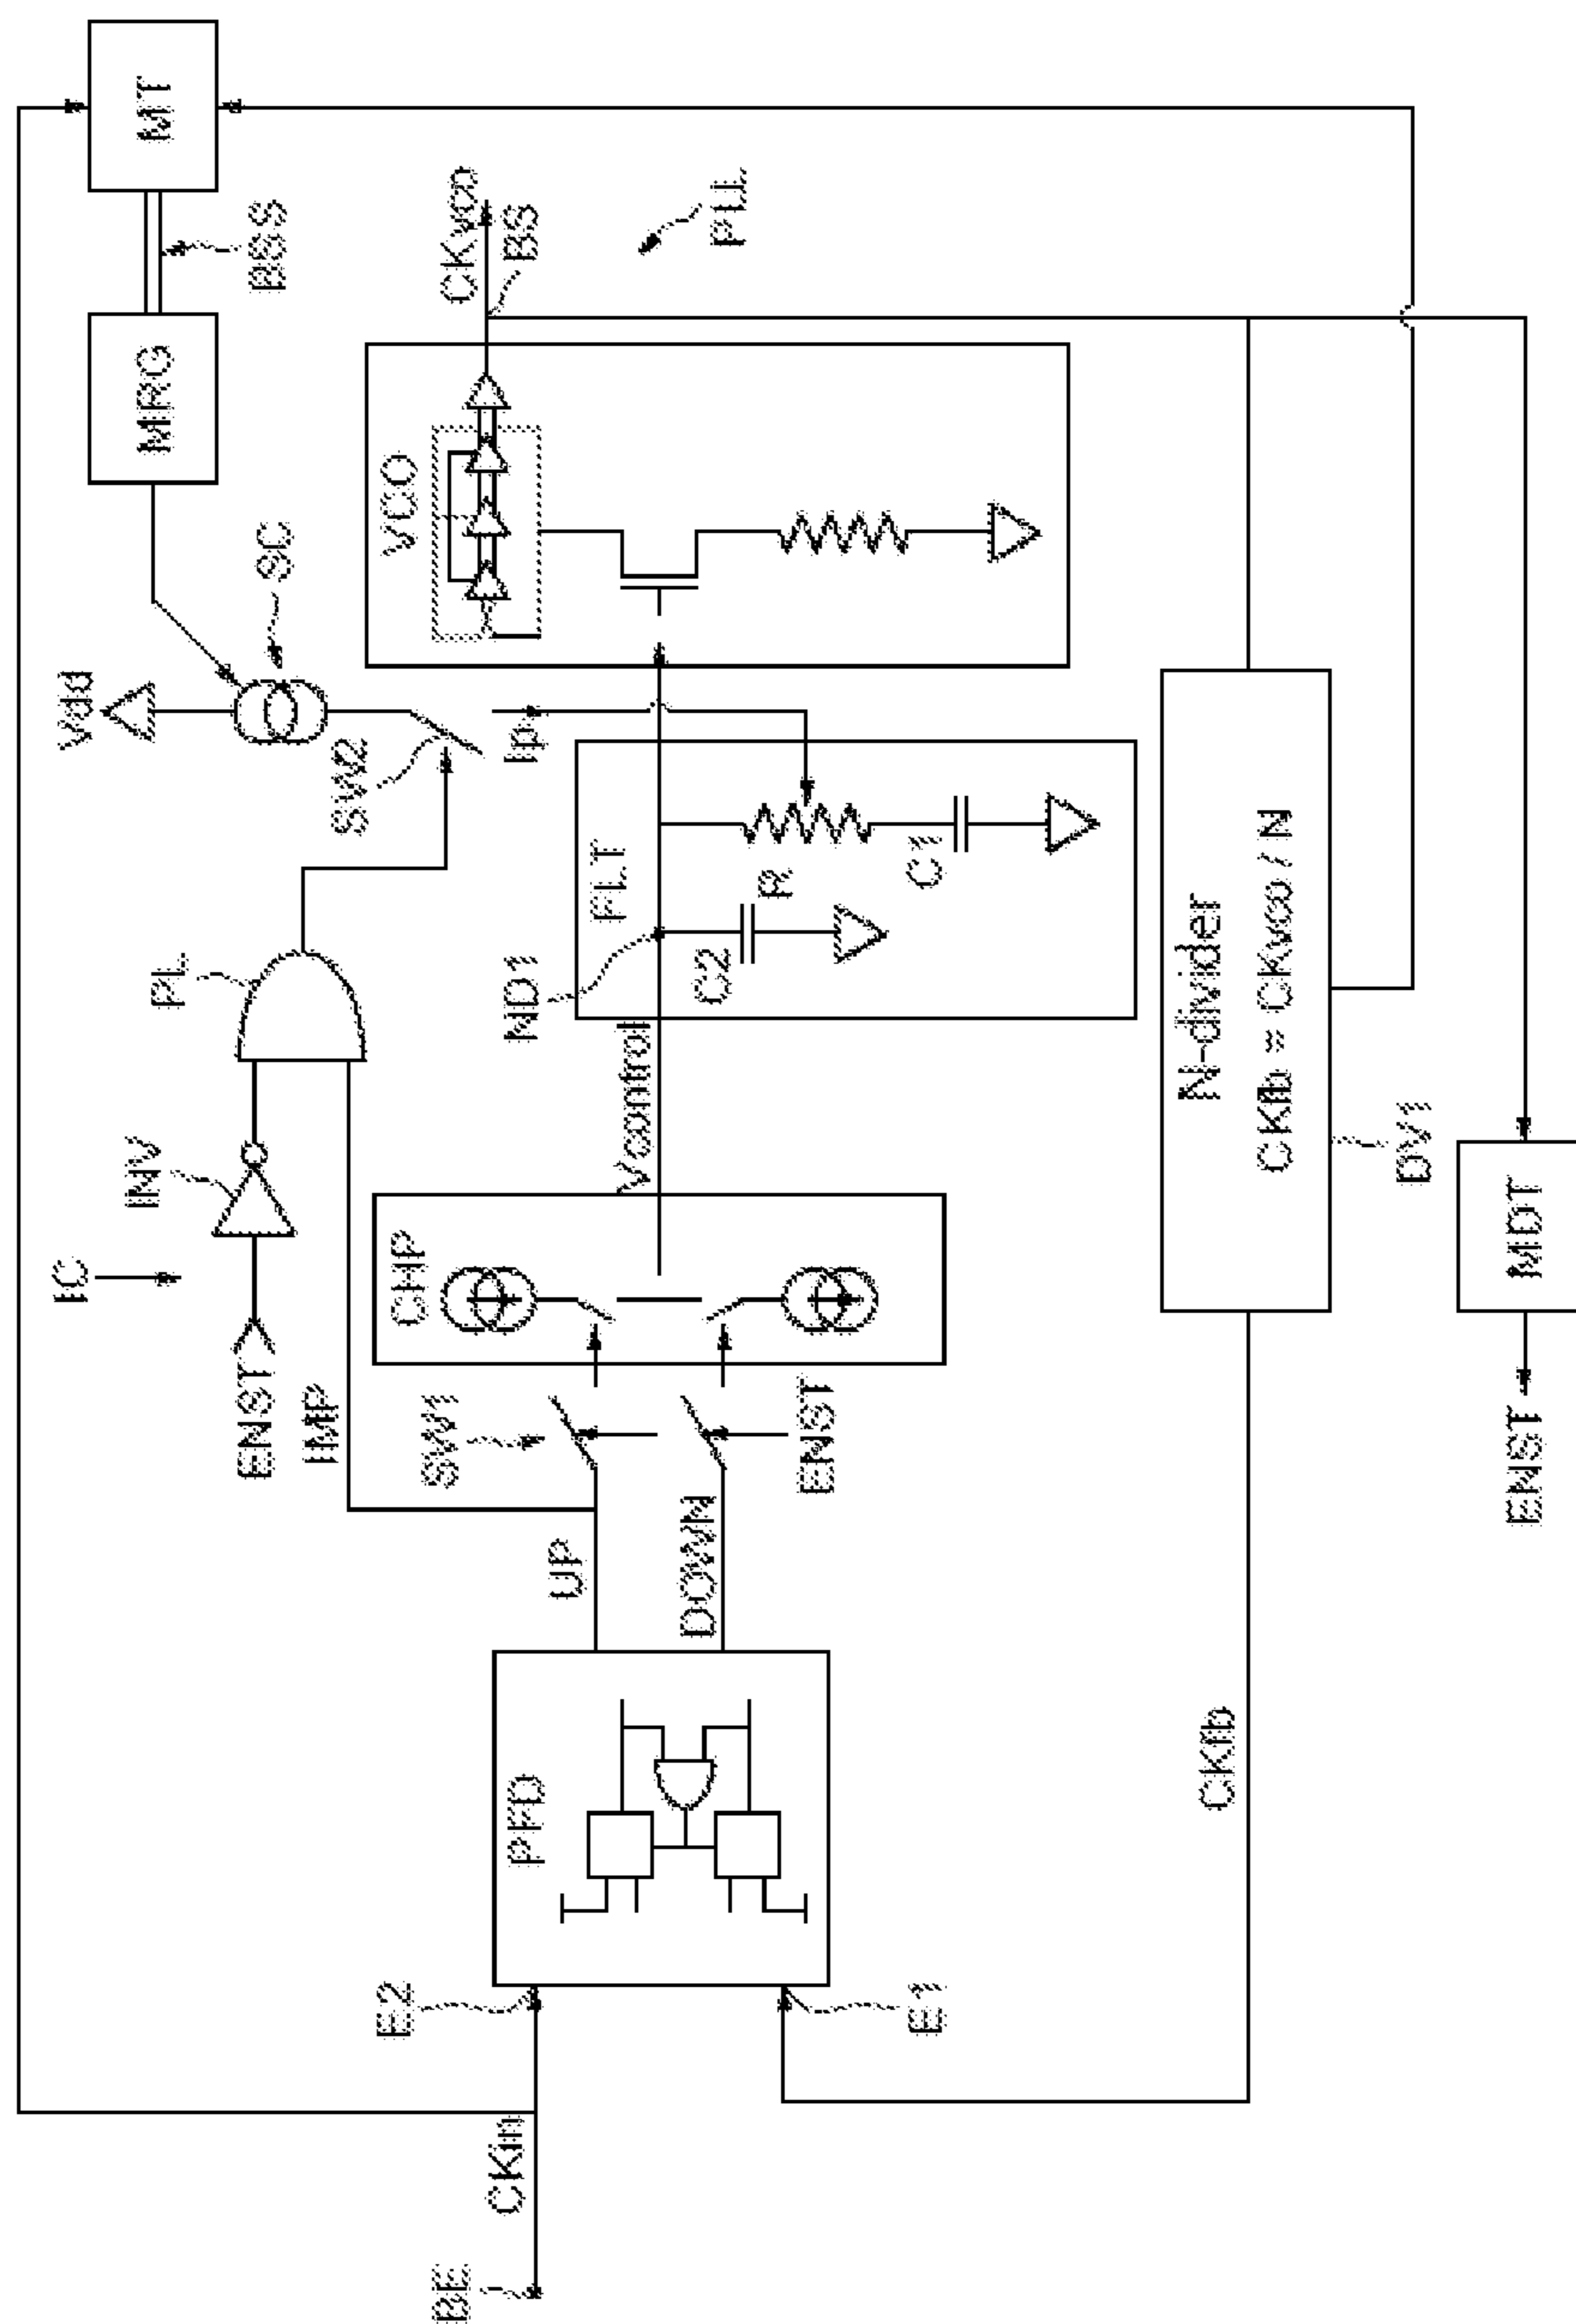 BE
CKin
E2
E1
PFD
UP
DOWN
CKfb
IC
ENST
IMP
INV
PL
SW1
ENST
CHP
Vcontrol
ND1
FLT
C2
R
C1
Vdd
SW2
SC
Ip
VCO
MRG
BSS
MT
CKvco
BS
PLL
N-divider
CKfb = CKvco / N
DV1
MDT
ENST